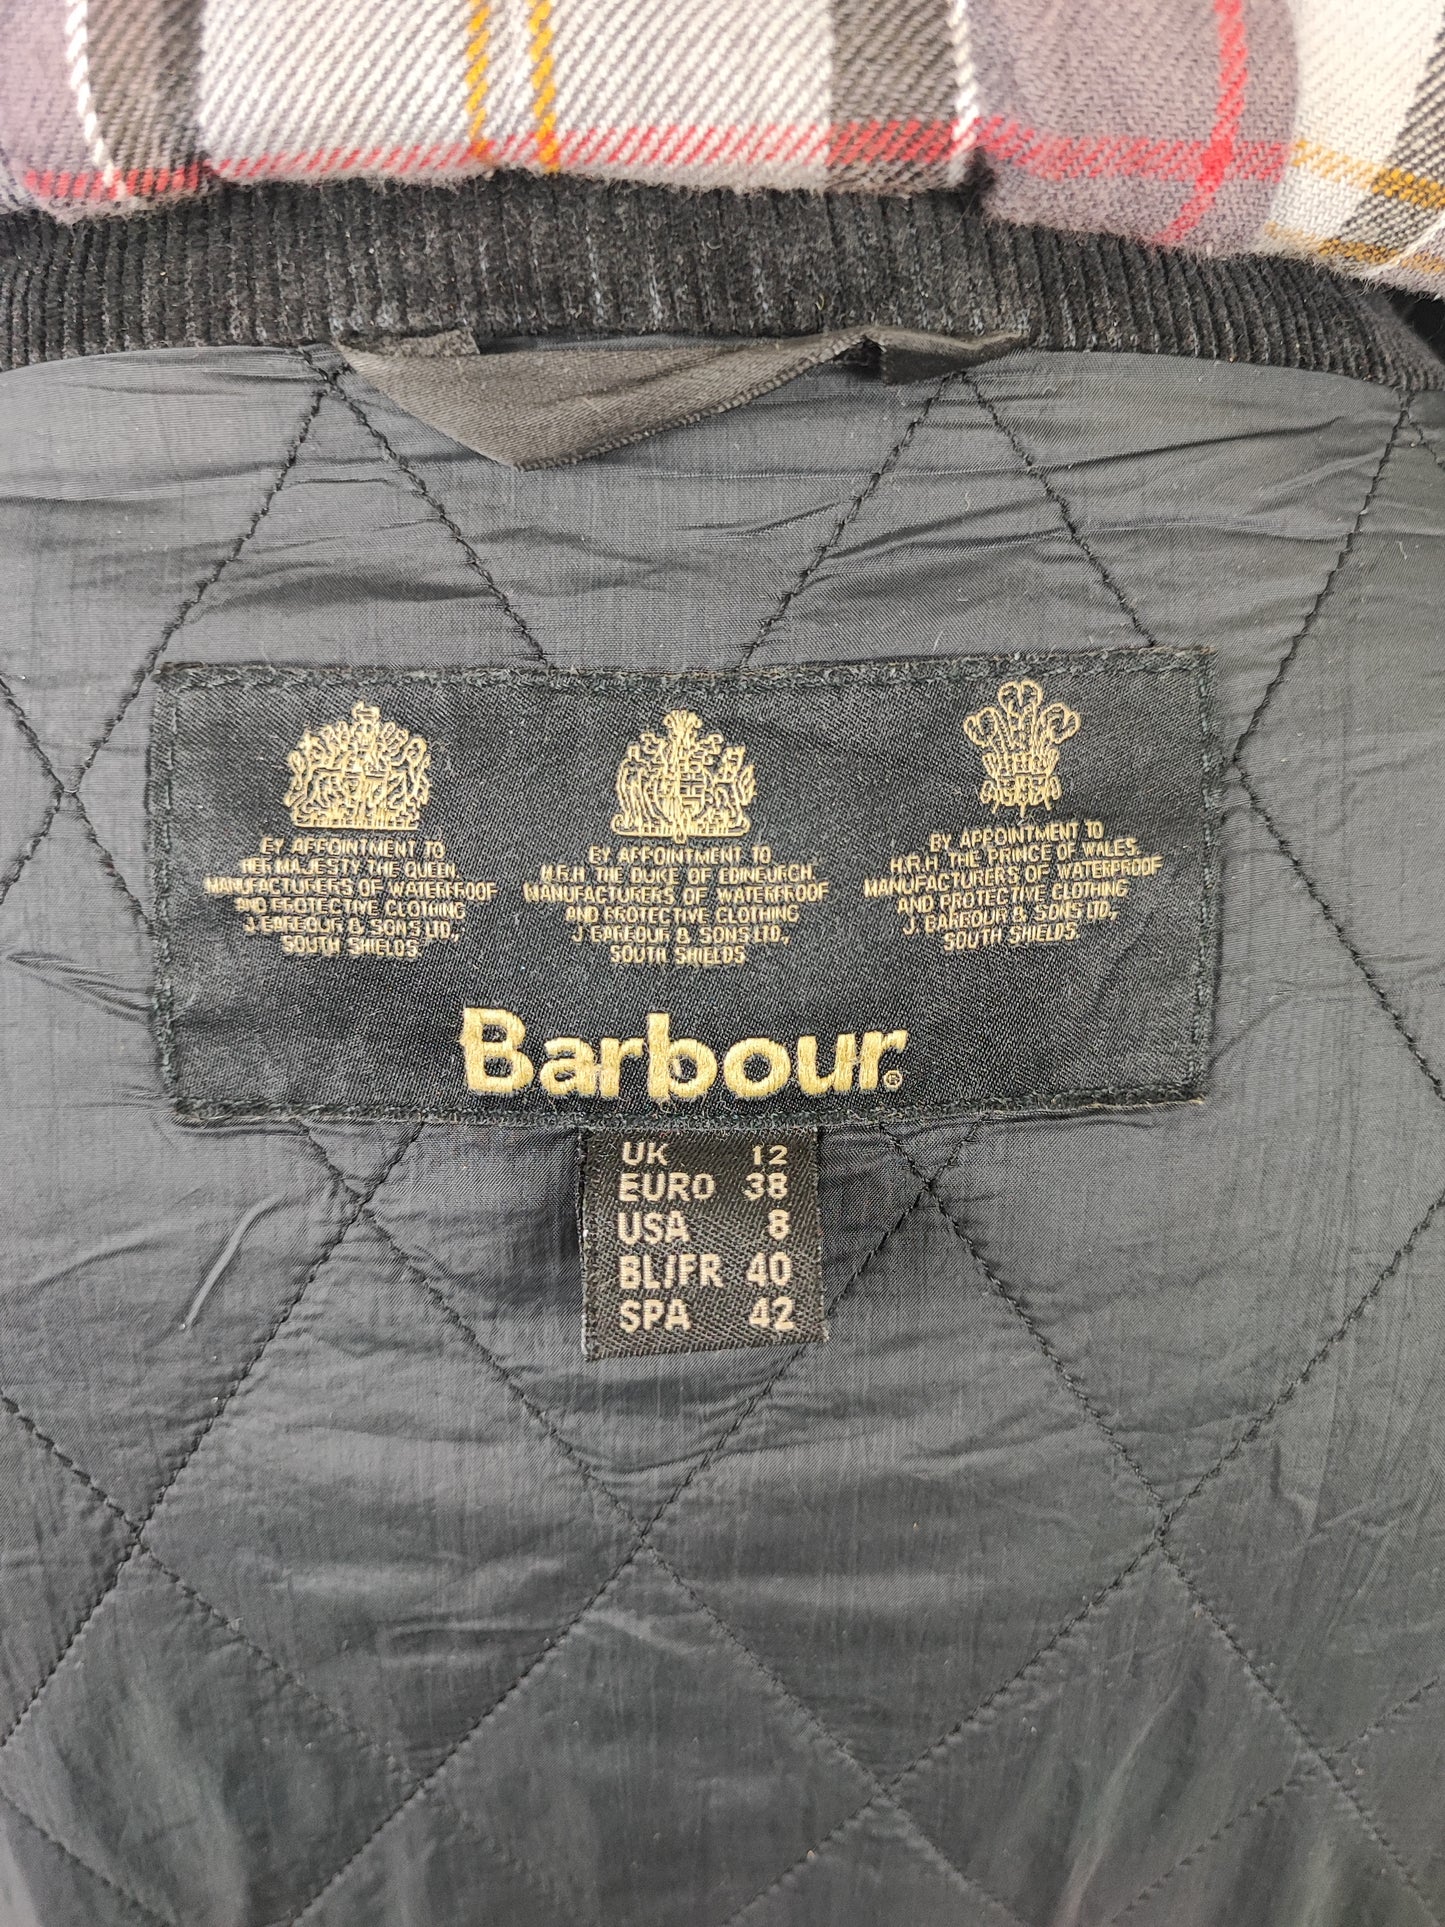 BY APPOINTMENT TO
HER MAJESTY THE QUEEN
MANUFACTURERS OF WATERPROOF
AND PROTECTIVE CLOTHING
J. BARBOUR & SONS LTD.,
SOUTH SHIELDS.
BY APPOINTMENT TO
H.R.H. THE DUKE OF EDINBURGH
MANUFACTURERS OF WATERPROOF
AND PROTECTIVE CLOTHING
J. BARBOUR & SONS LTD.,
SOUTH SHIELDS
BY APPOINTMENT TO
H.R.H. THE PRINCE OF WALES.
MANUFACTURERS OF WATERPROOF
AND PROTECTIVE CLOTHING
J. BARBOUR & SONS LTD.,
SOUTH SHIELDS.
Barbour®
UK 12
EURO 38
USA 8
BL/FR 40
SPA 42